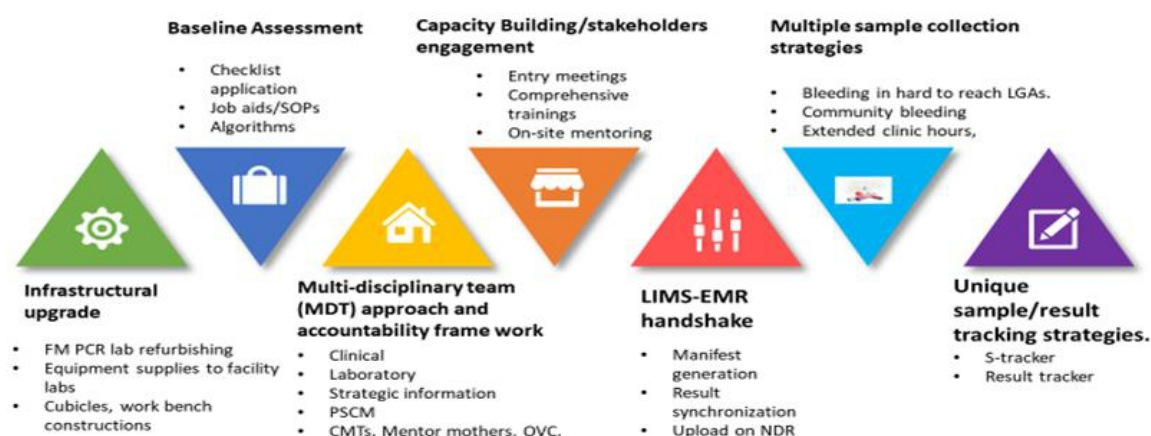 Baseline Assessment
• Checklist
application
• Job aids/SOPs
• Algorithms
Capacity Building/stakeholders
engagement
• Entry meetings
• Comprehensive
trainings
• On-site mentoring
Multiple sample collection
strategies
• Bleeding in hard to reach LGAs.
• Community bleeding
• Extended clinic hours,
Infrastructural
upgrade
• FM PCR lab refurbishing
• Equipment supplies to facility
labs
• Cubicles, work bench
constructions
Multi-disciplinary team
(MDT) approach and
accountability frame work
• Clinical
• Laboratory
• Strategic information
• PSCM
• CMTs, Mentor mothers, OVC,
LIMS-EMR
handshake
• Manifest
generation
• Result
synchronization
• Upload on NDR
Unique
sample/result
tracking strategies.
• S-tracker
• Result tracker